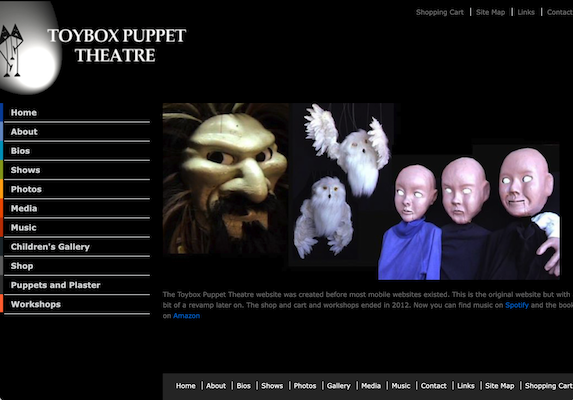 Shopping Cart | Site Map | Links | Contact
TOYBOX PUPPET
THEATRE
Home
About
Bios
Shows
Photos
Media
Music
Children's Gallery
Shop
Puppets and Plaster
Workshops
The Toybox Puppet Theatre website was created before most mobile websites existed. This is the original website but with
bit of a revamp later on. The shop and cart and workshops ended in 2012. Now you can find music on Spotify and the book
on Amazon
Home | About | Bios | Shows | Photos | Gallery | Media | Music | Contact | Links | Site Map | Shopping Cart